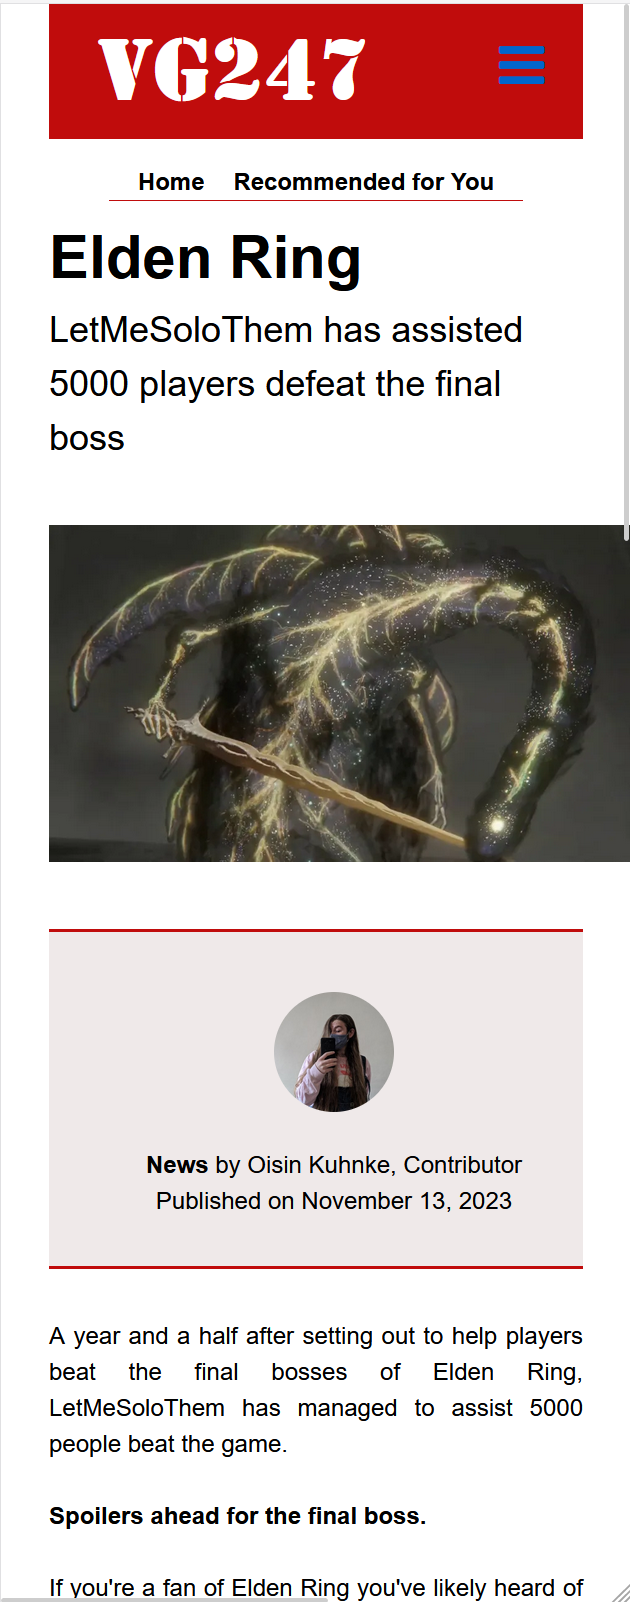 VG247
Home Recommended for You
Elden Ring
LetMeSoloThem has assisted
5000 players defeat the final
boss
News by Oisin Kuhnke, Contributor
Published on November 13, 2023
A year and a half after setting out to help players
beat the final bosses of Elden Ring,
LetMeSoloThem has managed to assist 5000
people beat the game.
Spoilers ahead for the final boss.
If you're a fan of Elden Ring you've likely heard of